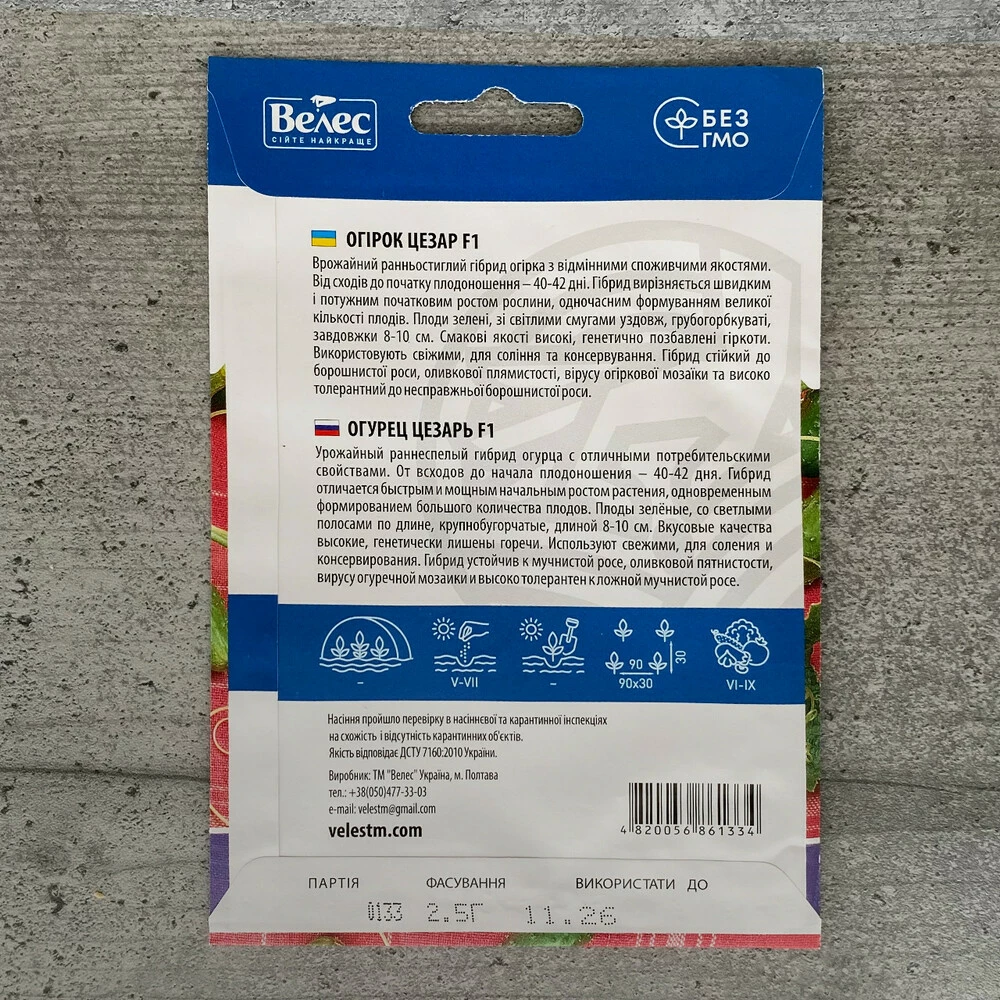 Велес
СІЙТЕ НАЙКРАЩЕ
БЕЗ
ГМО
ОГІРОК ЦЕЗАР F1
Врожайний ранньостиглий гібрид огірка з відмінними споживчими якостями.
Від сходів до початку плодоношення – 40-42 дні. Гібрид вирізняється швидким
і потужним початковим ростом рослини, одночасним формуванням великої
кількості плодів. Плоди зелені, зі світлими смугами уздовж, грубогорбкуваті,
завдовжки 8-10 см. Смакові якості високі, генетично позбавлені гіркоти.
Використовують свіжими, для соління та консервування. Гібрид стійкий до
борошнистої роси, оливкової плямистості, вірусу огіркової мозаїки та високо
толерантний до несправжньої борошнистої роси.
ОГУРЕЦ ЦЕЗАРЬ F1
Урожайный раннеспелый гибрид огурца с отличными потребительскими
свойствами. От всходов до начала плодоношения – 40-42 дня. Гибрид
отличается быстрым и мощным начальным ростом растения, одновременным
формированием большого количества плодов. Плоды зелёные, со светлыми
полосами по длине, крупнобугорчатые, длиной 8-10 см. Вкусовые качества
высокие, генетически лишены горечи. Используют свежими, для соления и
консервирования. Гибрид устойчив к мучнистой росе, оливковой пятнистости,
вирусу огуречной мозаики и высоко толерантен к ложной мучнистой росе.
90
30
– V-VII – 90x30 VI-IX
Насіння пройшло перевірку в насіннєвої та карантинної інспекціях
на схожість і відсутність карантинних об'єктів.
Якість відповідає ДСТУ 7160:2010 України.
Виробник: ТМ "Велес" Україна, м. Полтава
тел.: +38(050)477-33-03
e-mail: velestm@gmail.com
velestm.com
4 820056 861334
ПАРТІЯ ФАСУВАННЯ ВИКОРИСТАТИ ДО
0133 2.5Г 11.26